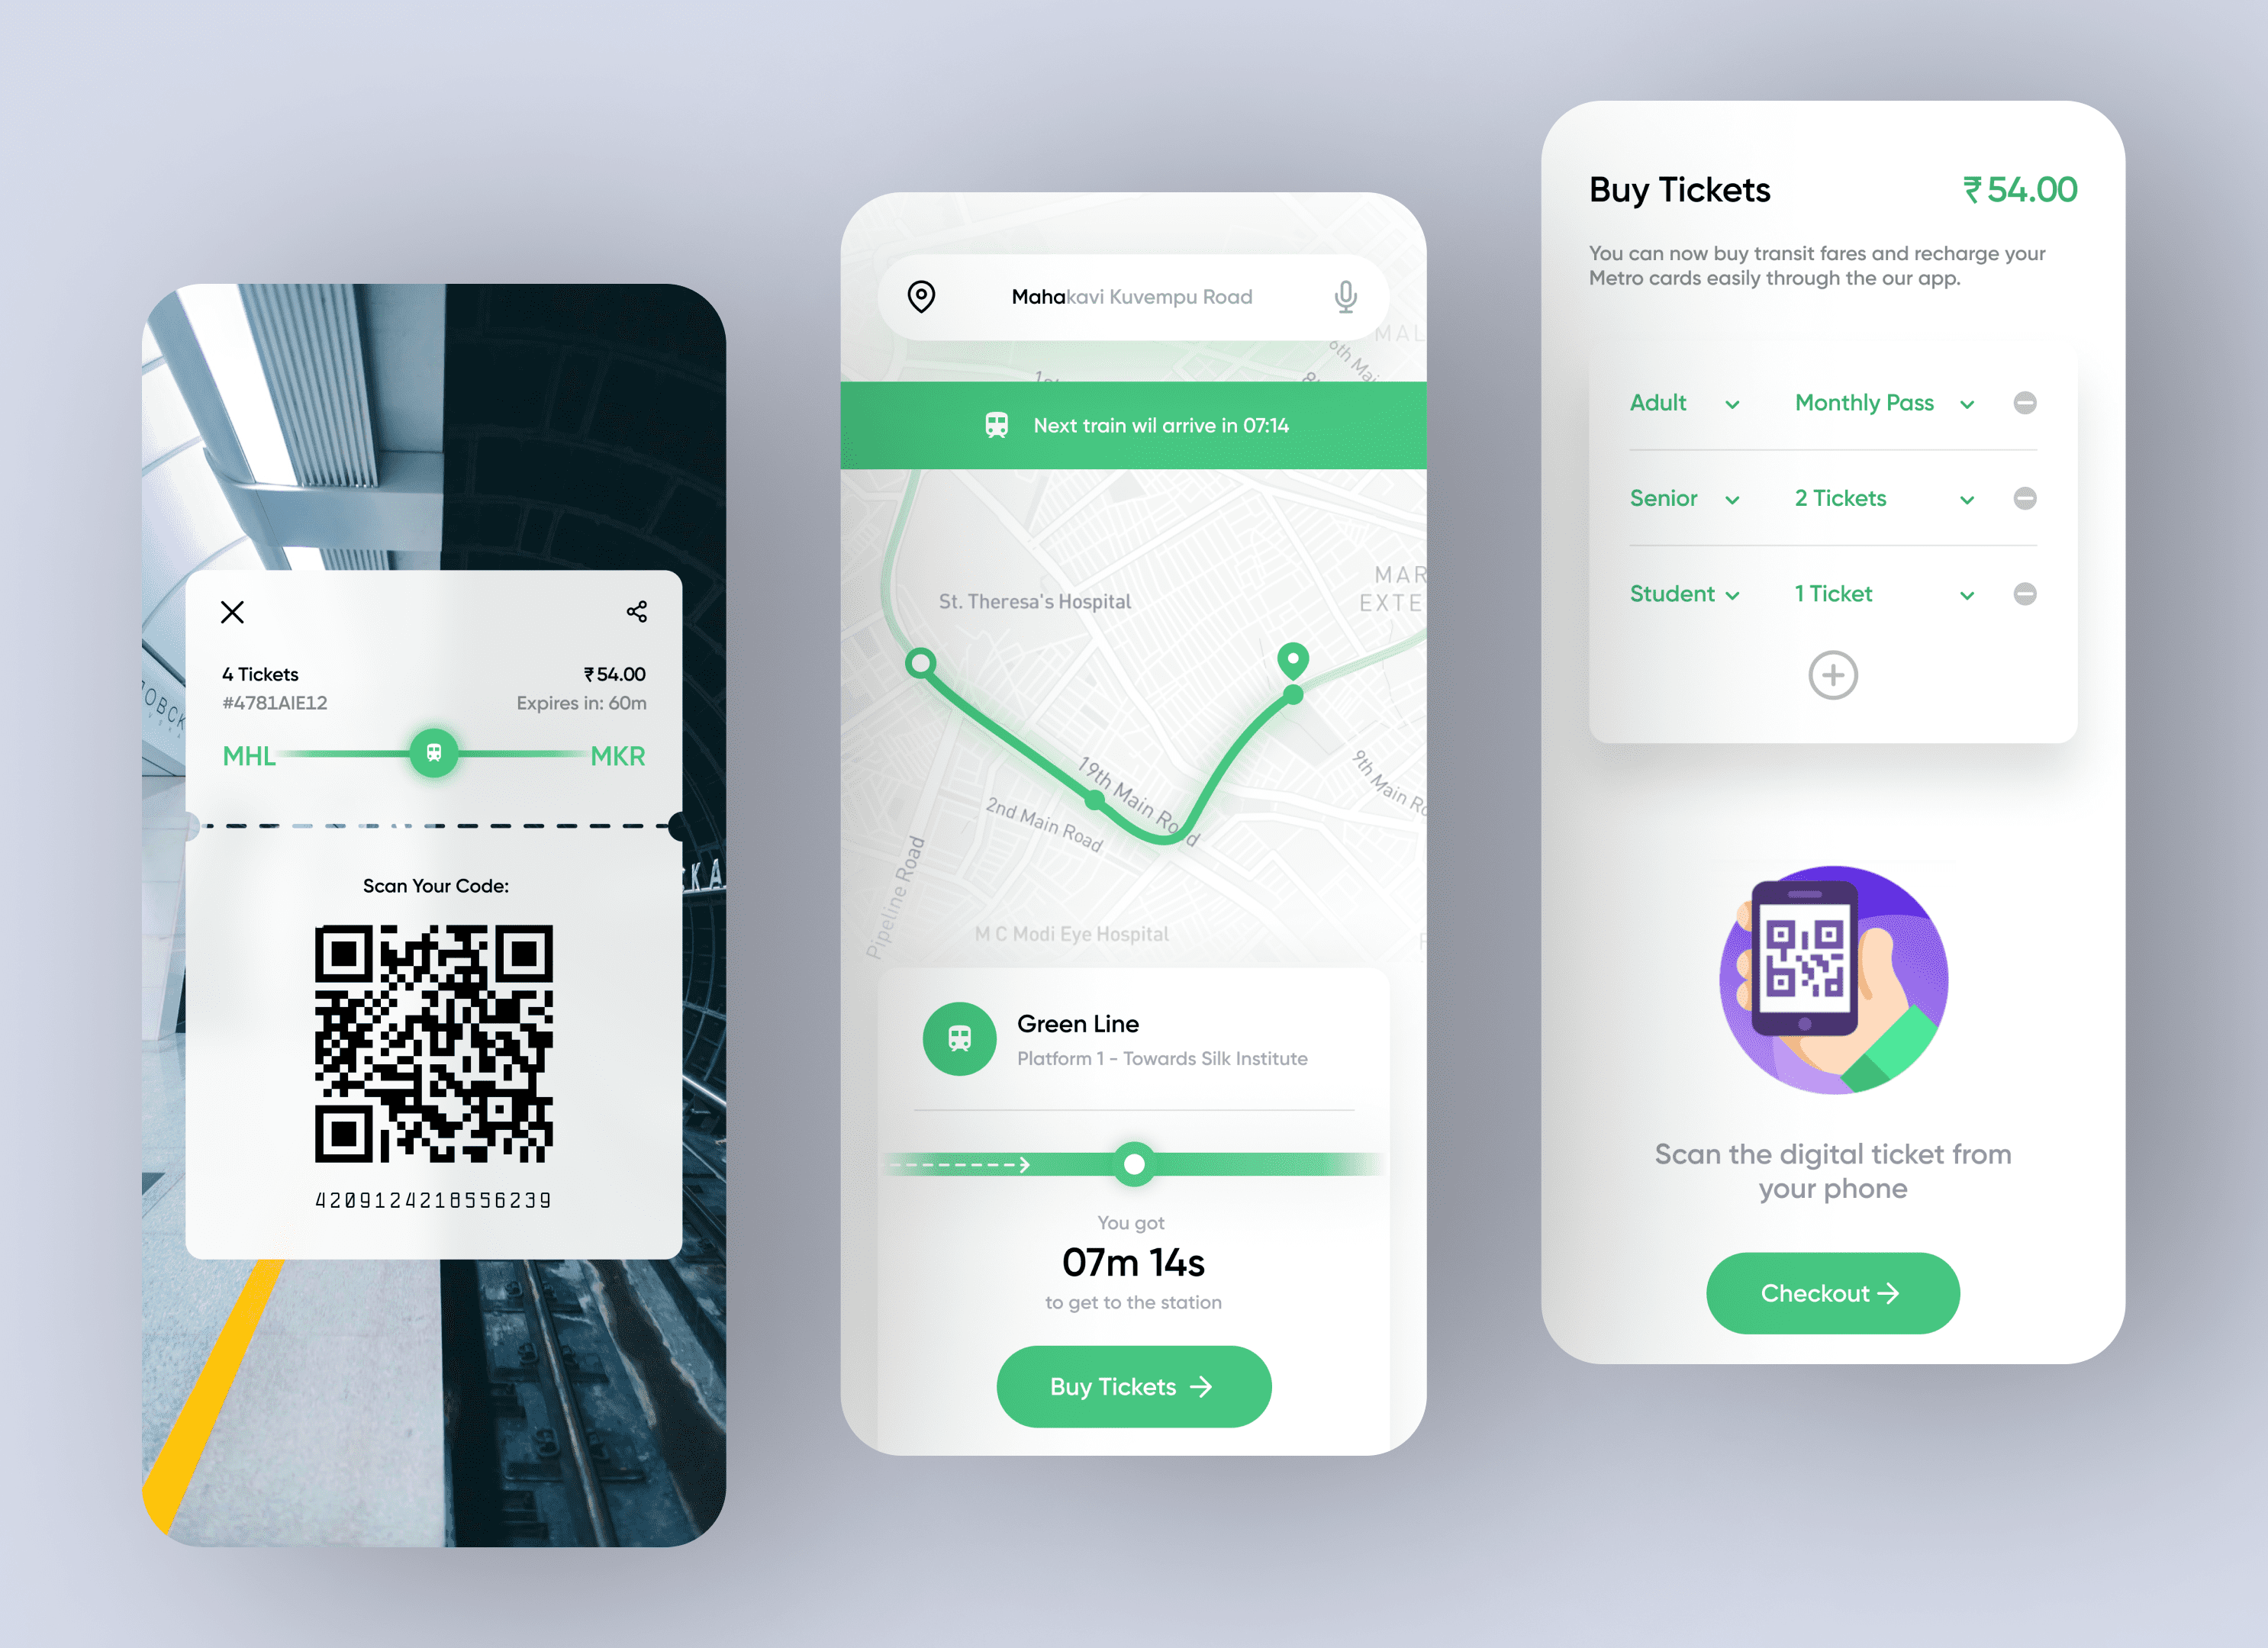 4 Tickets
₹54.00
#4781AIE12
Expires in: 60m
MHL
MKR
Scan Your Code:
4209124218556239
Mahakavi Kuvempu Road
MAL
6th Mai
Next train wil arrive in 07:14
St. Theresa's Hospital
MAR
EXTE
19th Main Road
2nd Main Road
9th Main Ro
Pipeline Road
M C Modi Eye Hospital
Green Line
Platform 1 - Towards Silk Institute
You got
07m 14s
to get to the station
Buy Tickets
Buy Tickets
₹54.00
You can now buy transit fares and recharge your
Metro cards easily through the our app.
Adult
Monthly Pass
Senior
2 Tickets
Student
1 Ticket
Scan the digital ticket from
your phone
Checkout